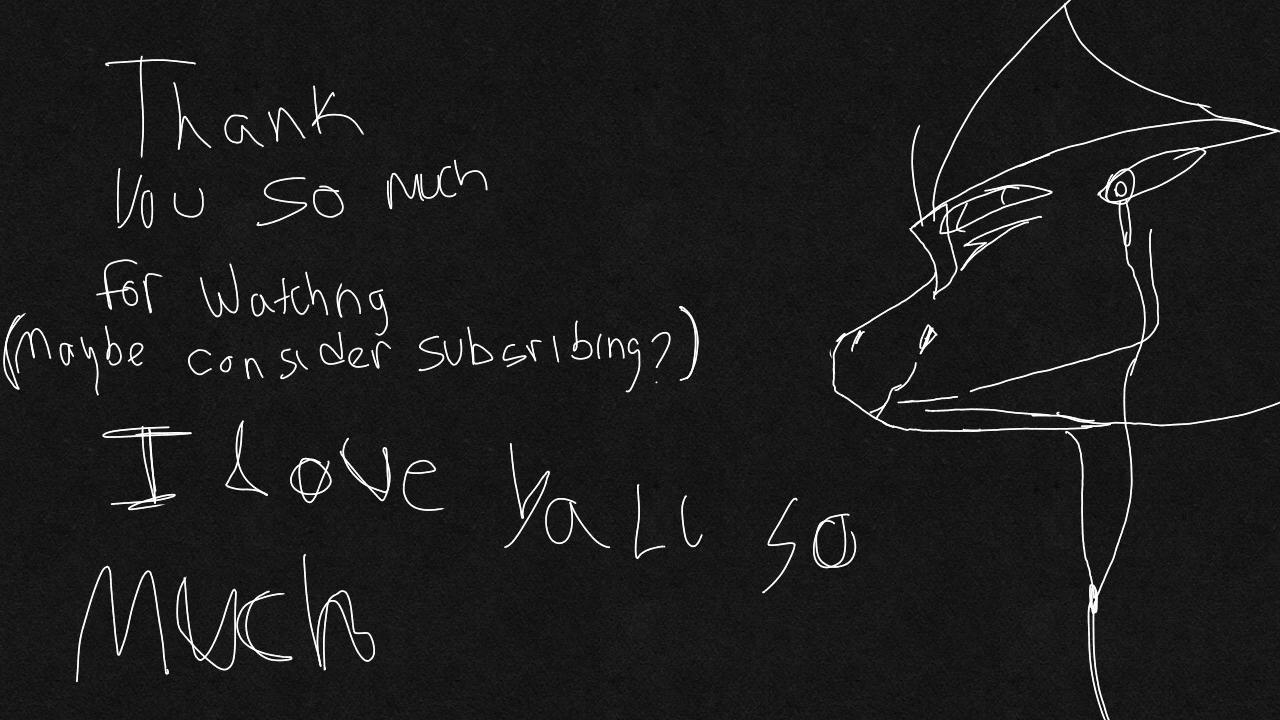 Thank
You so much
for Watchng
(Maybe consider subsribing?)
I Love Yall so
Much